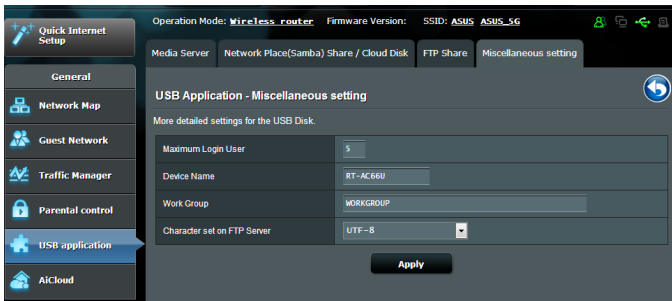 Quick Internet Setup
Operation Mode: Wireless router Firmware Version: SSID: ASUS ASUS_5G
Media Server Network Place(Samba) Share / Cloud Disk FTP Share Miscellaneous setting
General
Network Map
Guest Network
Traffic Manager
Parental control
USB application
AiCloud
USB Application - Miscellaneous setting
More detailed settings for the USB Disk.
Maximum Login User 5
Device Name RT-AC66U
Work Group WORKGROUP
Character set on FTP Server UTF-8
Apply